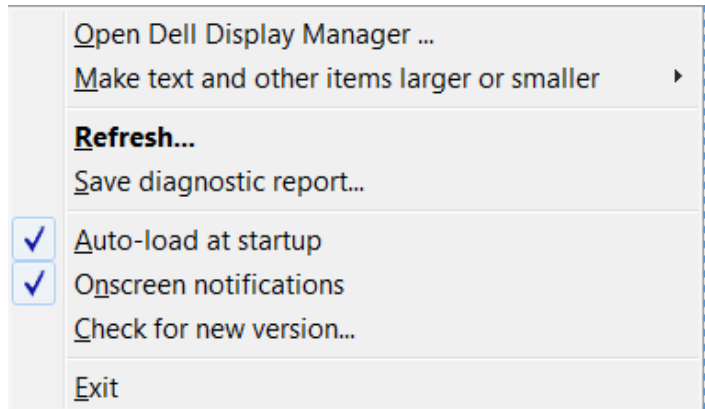 Open Dell Display Manager ...
Make text and other items larger or smaller
Refresh...
Save diagnostic report...
Auto-load at startup
Onscreen notifications
Check for new version...
Exit